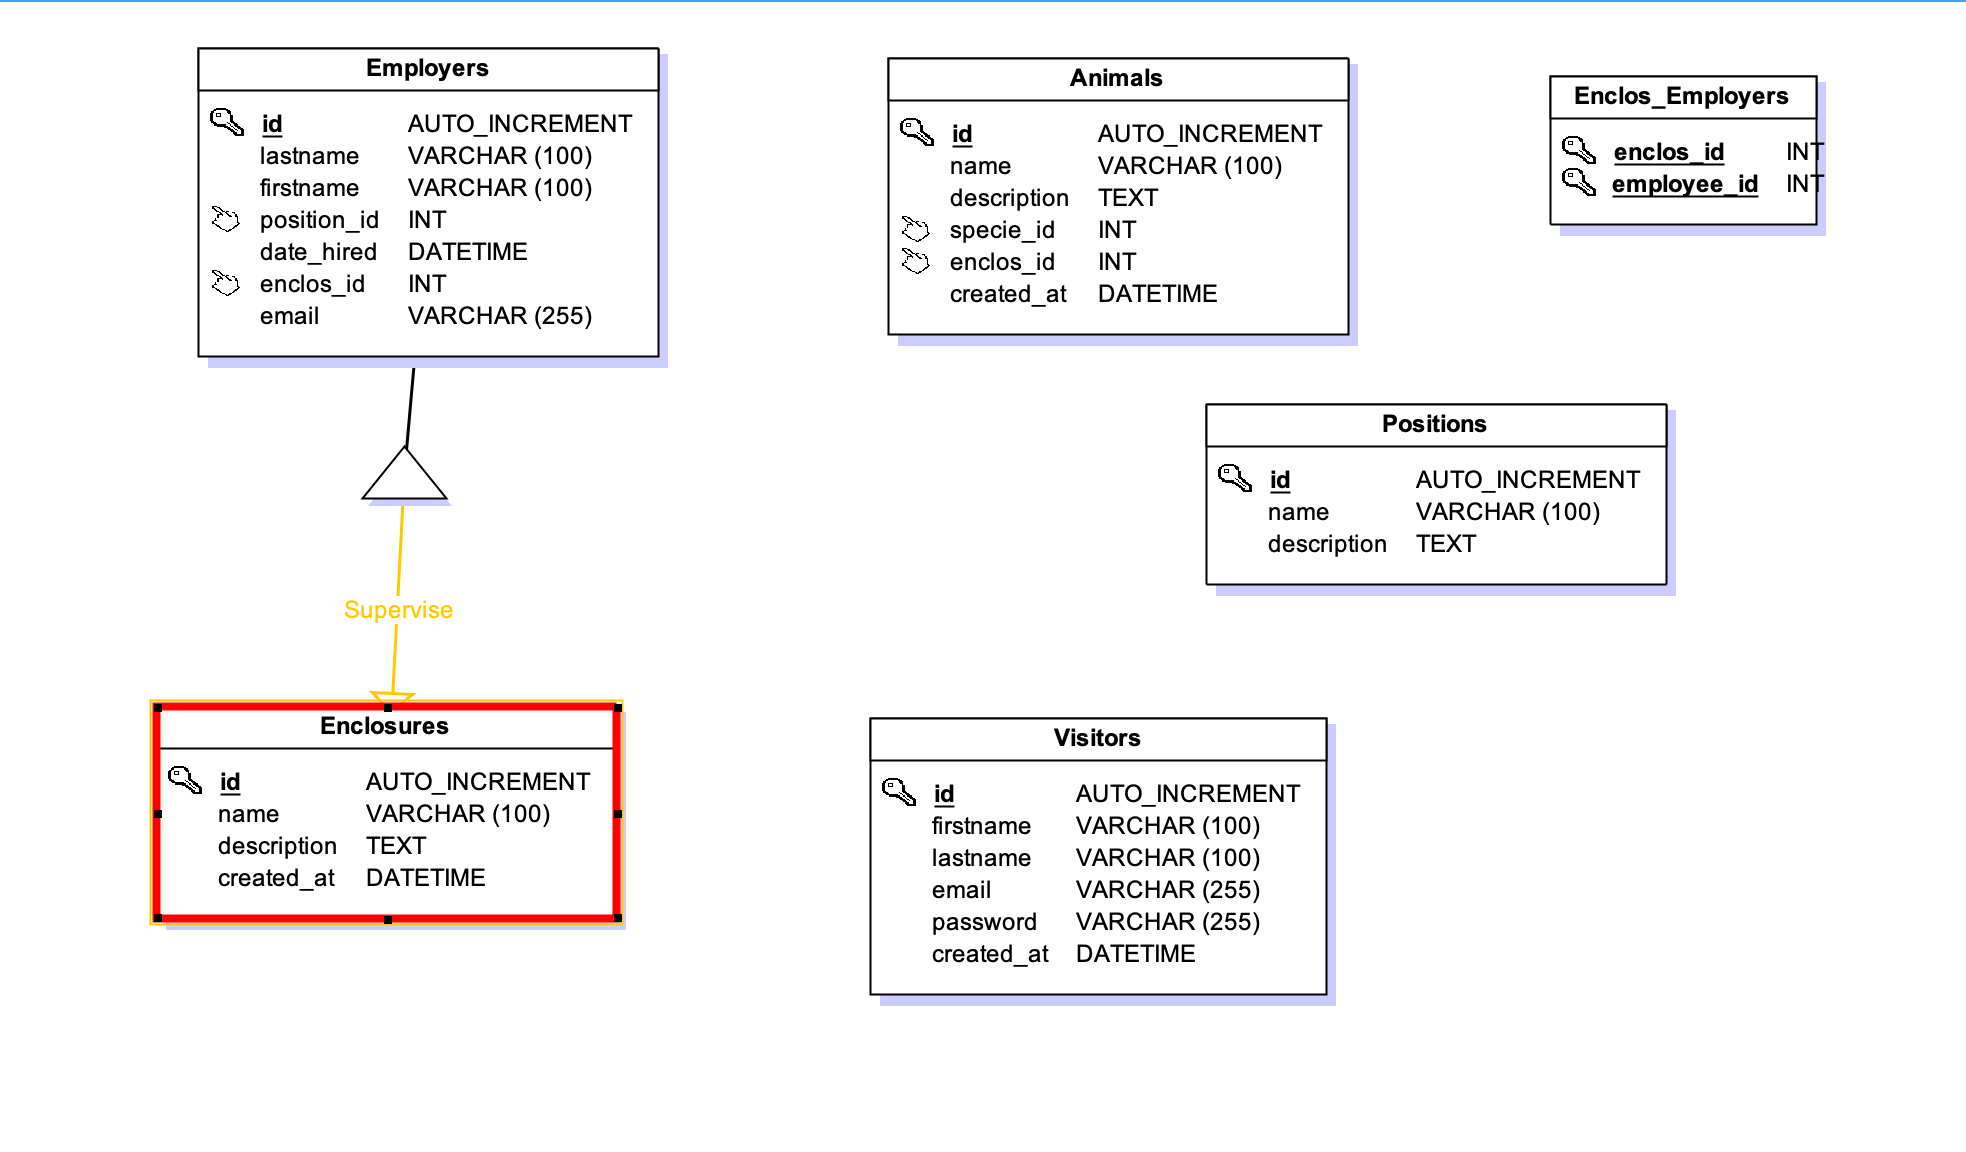 Employers
id AUTO_INCREMENT
lastname VARCHAR (100)
firstname VARCHAR (100)
position_id INT
date_hired DATETIME
enclos_id INT
email VARCHAR (255)
Animals
id AUTO_INCREMENT
name VARCHAR (100)
description TEXT
specie_id INT
enclos_id INT
created_at DATETIME
Enclos_Employers
enclos_id INT
employee_id INT
Positions
id AUTO_INCREMENT
name VARCHAR (100)
description TEXT
Supervise
Enclosures
id AUTO_INCREMENT
name VARCHAR (100)
description TEXT
created_at DATETIME
Visitors
id AUTO_INCREMENT
firstname VARCHAR (100)
lastname VARCHAR (100)
email VARCHAR (255)
password VARCHAR (255)
created_at DATETIME